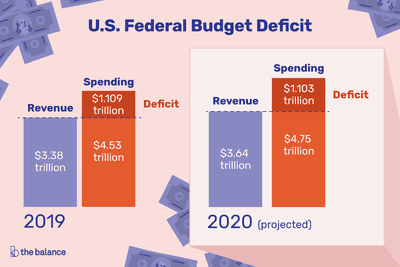 U.S. Federal Budget Deficit
Spending
$1.109
trillion
Revenue
Deficit
$3.38
trillion
$4.53
trillion
2019
Spending
$1.103
trillion
Revenue
Deficit
$3.64
trillion
$4.75
trillion
2020 (projected)
the balance